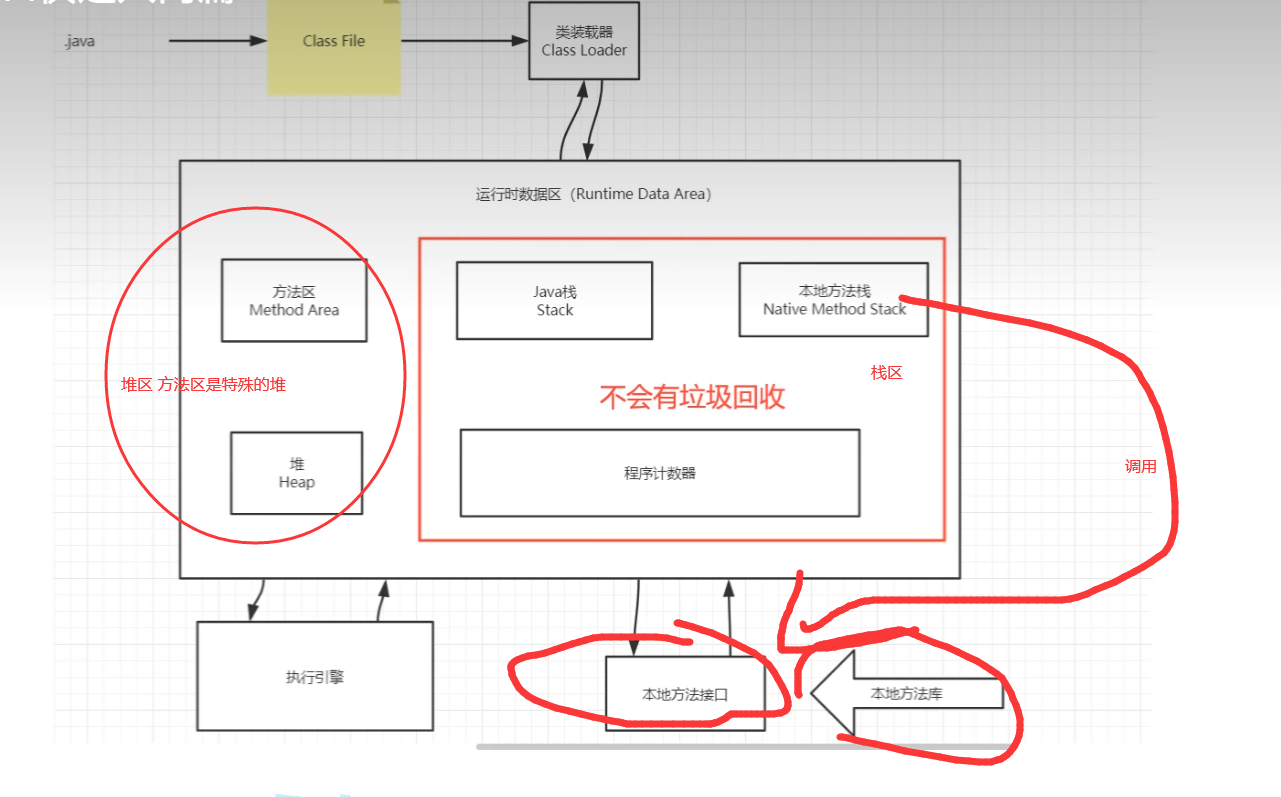 .java
Class File
类装载器
Class Loader
运行时数据区（Runtime Data Area）
方法区
Method Area
Java栈
Stack
本地方法栈
Native Method Stack
堆区 方法区是特殊的堆
栈区
不会有垃圾回收
堆
Heap
程序计数器
调用
执行引擎
本地方法接口
本地方法库